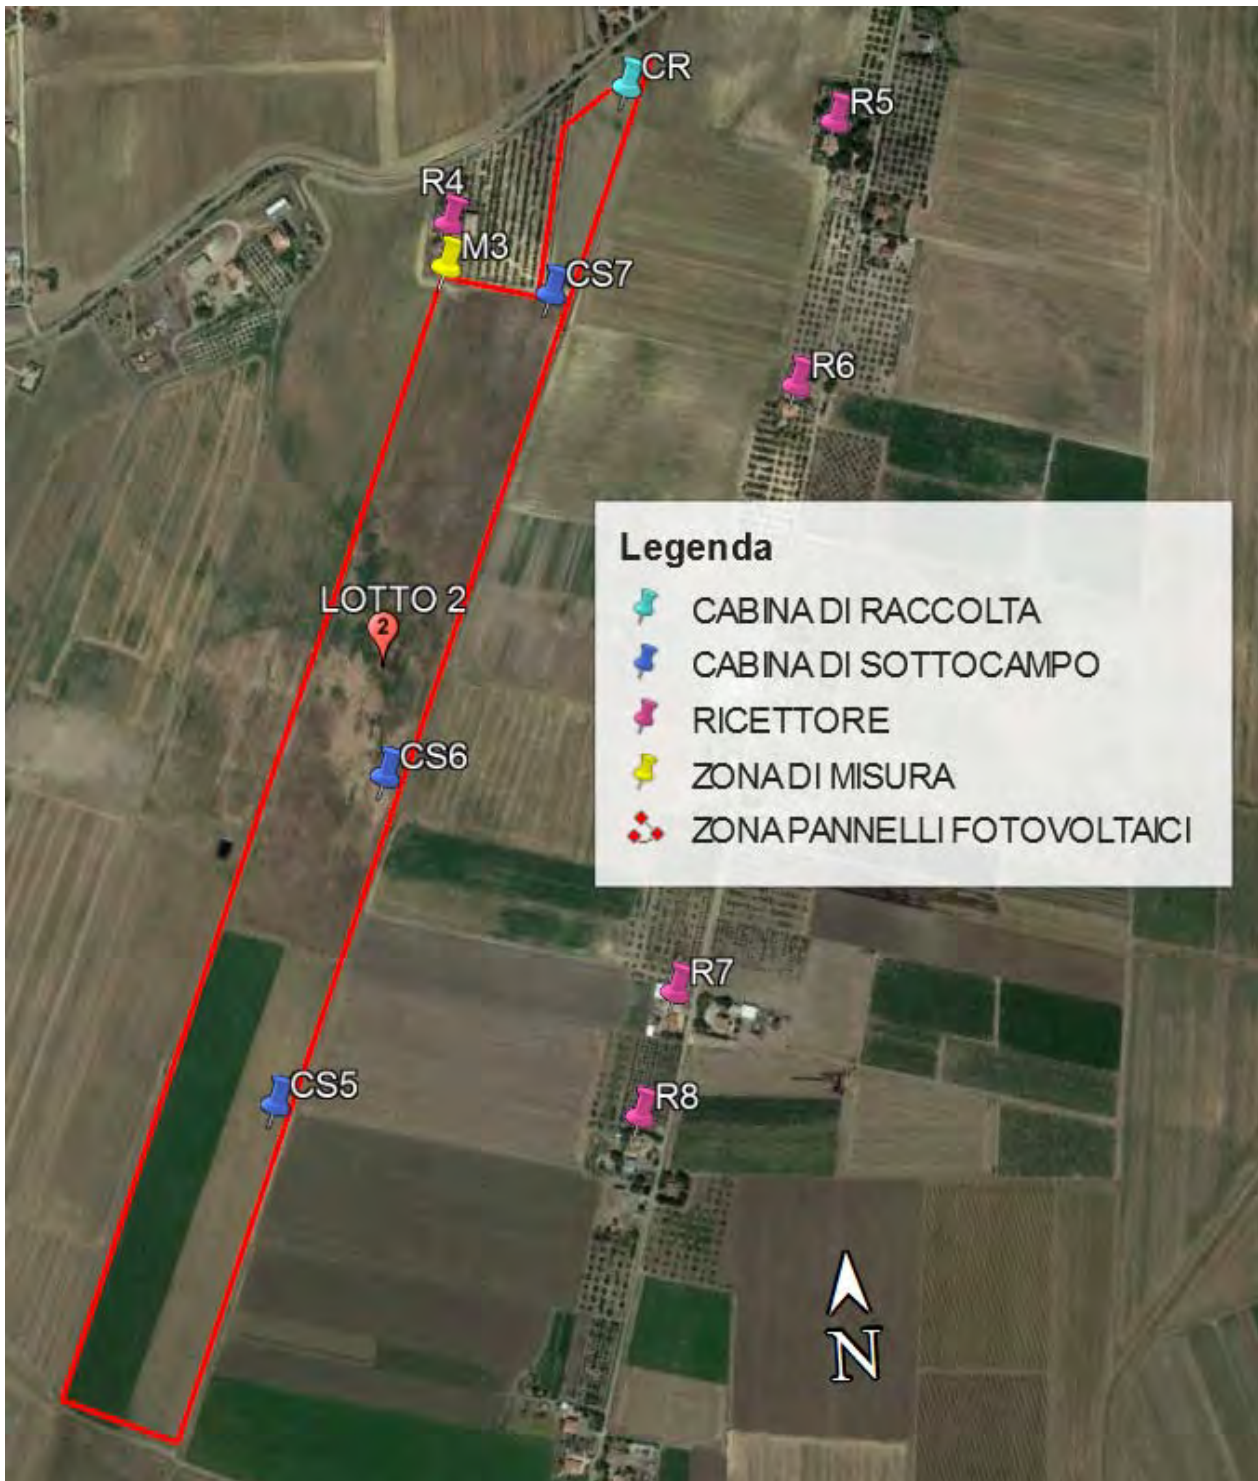 CR
R5
R4
M3
CS7
R6
LOTTO 2
2
Legenda
CABINA DI RACCOLTA
CABINA DI SOTTOCAMPO
RICETTORE
ZONA DI MISURA
ZONA PANNELLI FOTOVOLTAICI
CS6
R7
CS5
R8
N